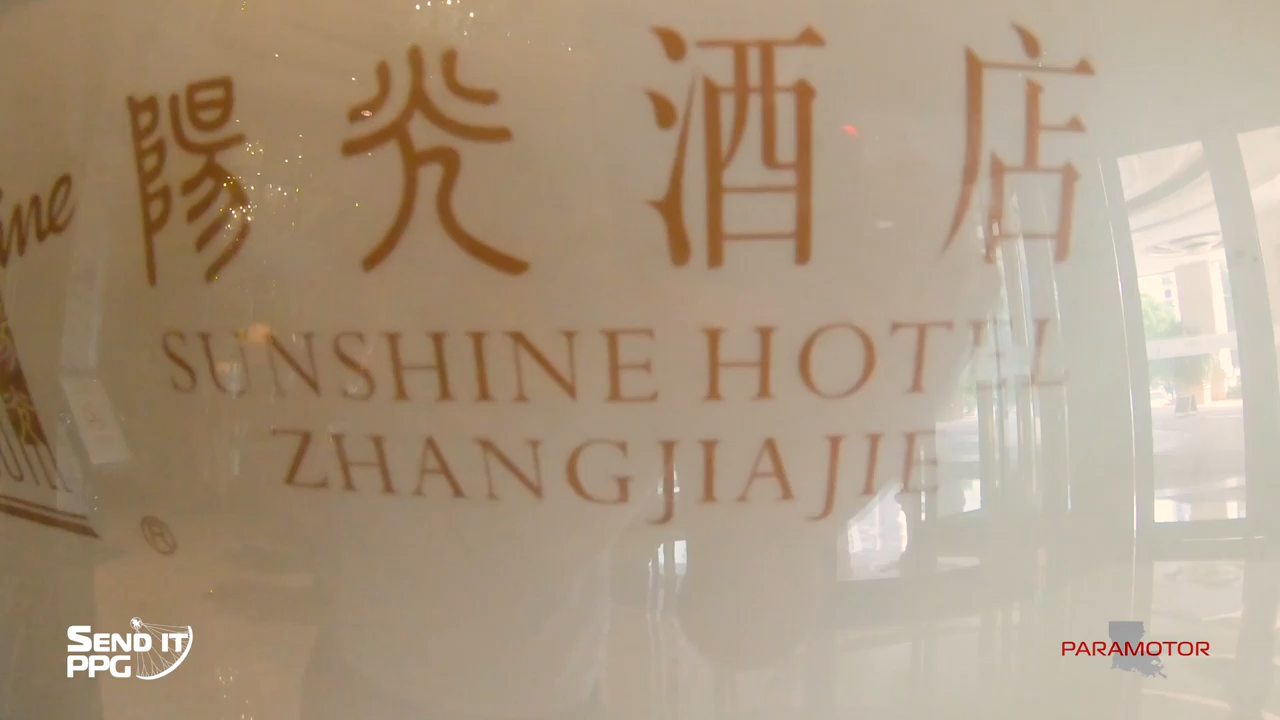 陽光酒店
SUNSHINE HOTEL
ZHANGJIAJIE
®
SEND IT
PPG
PARAMOTOR